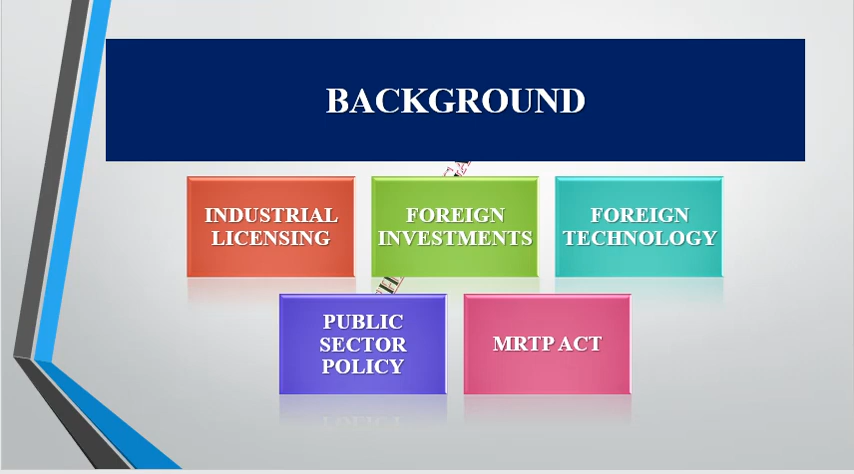 BACKGROUND
INDUSTRIAL
LICENSING
FOREIGN
INVESTMENTS
FOREIGN
TECHNOLOGY
PUBLIC
SECTOR
POLICY
MRTP ACT